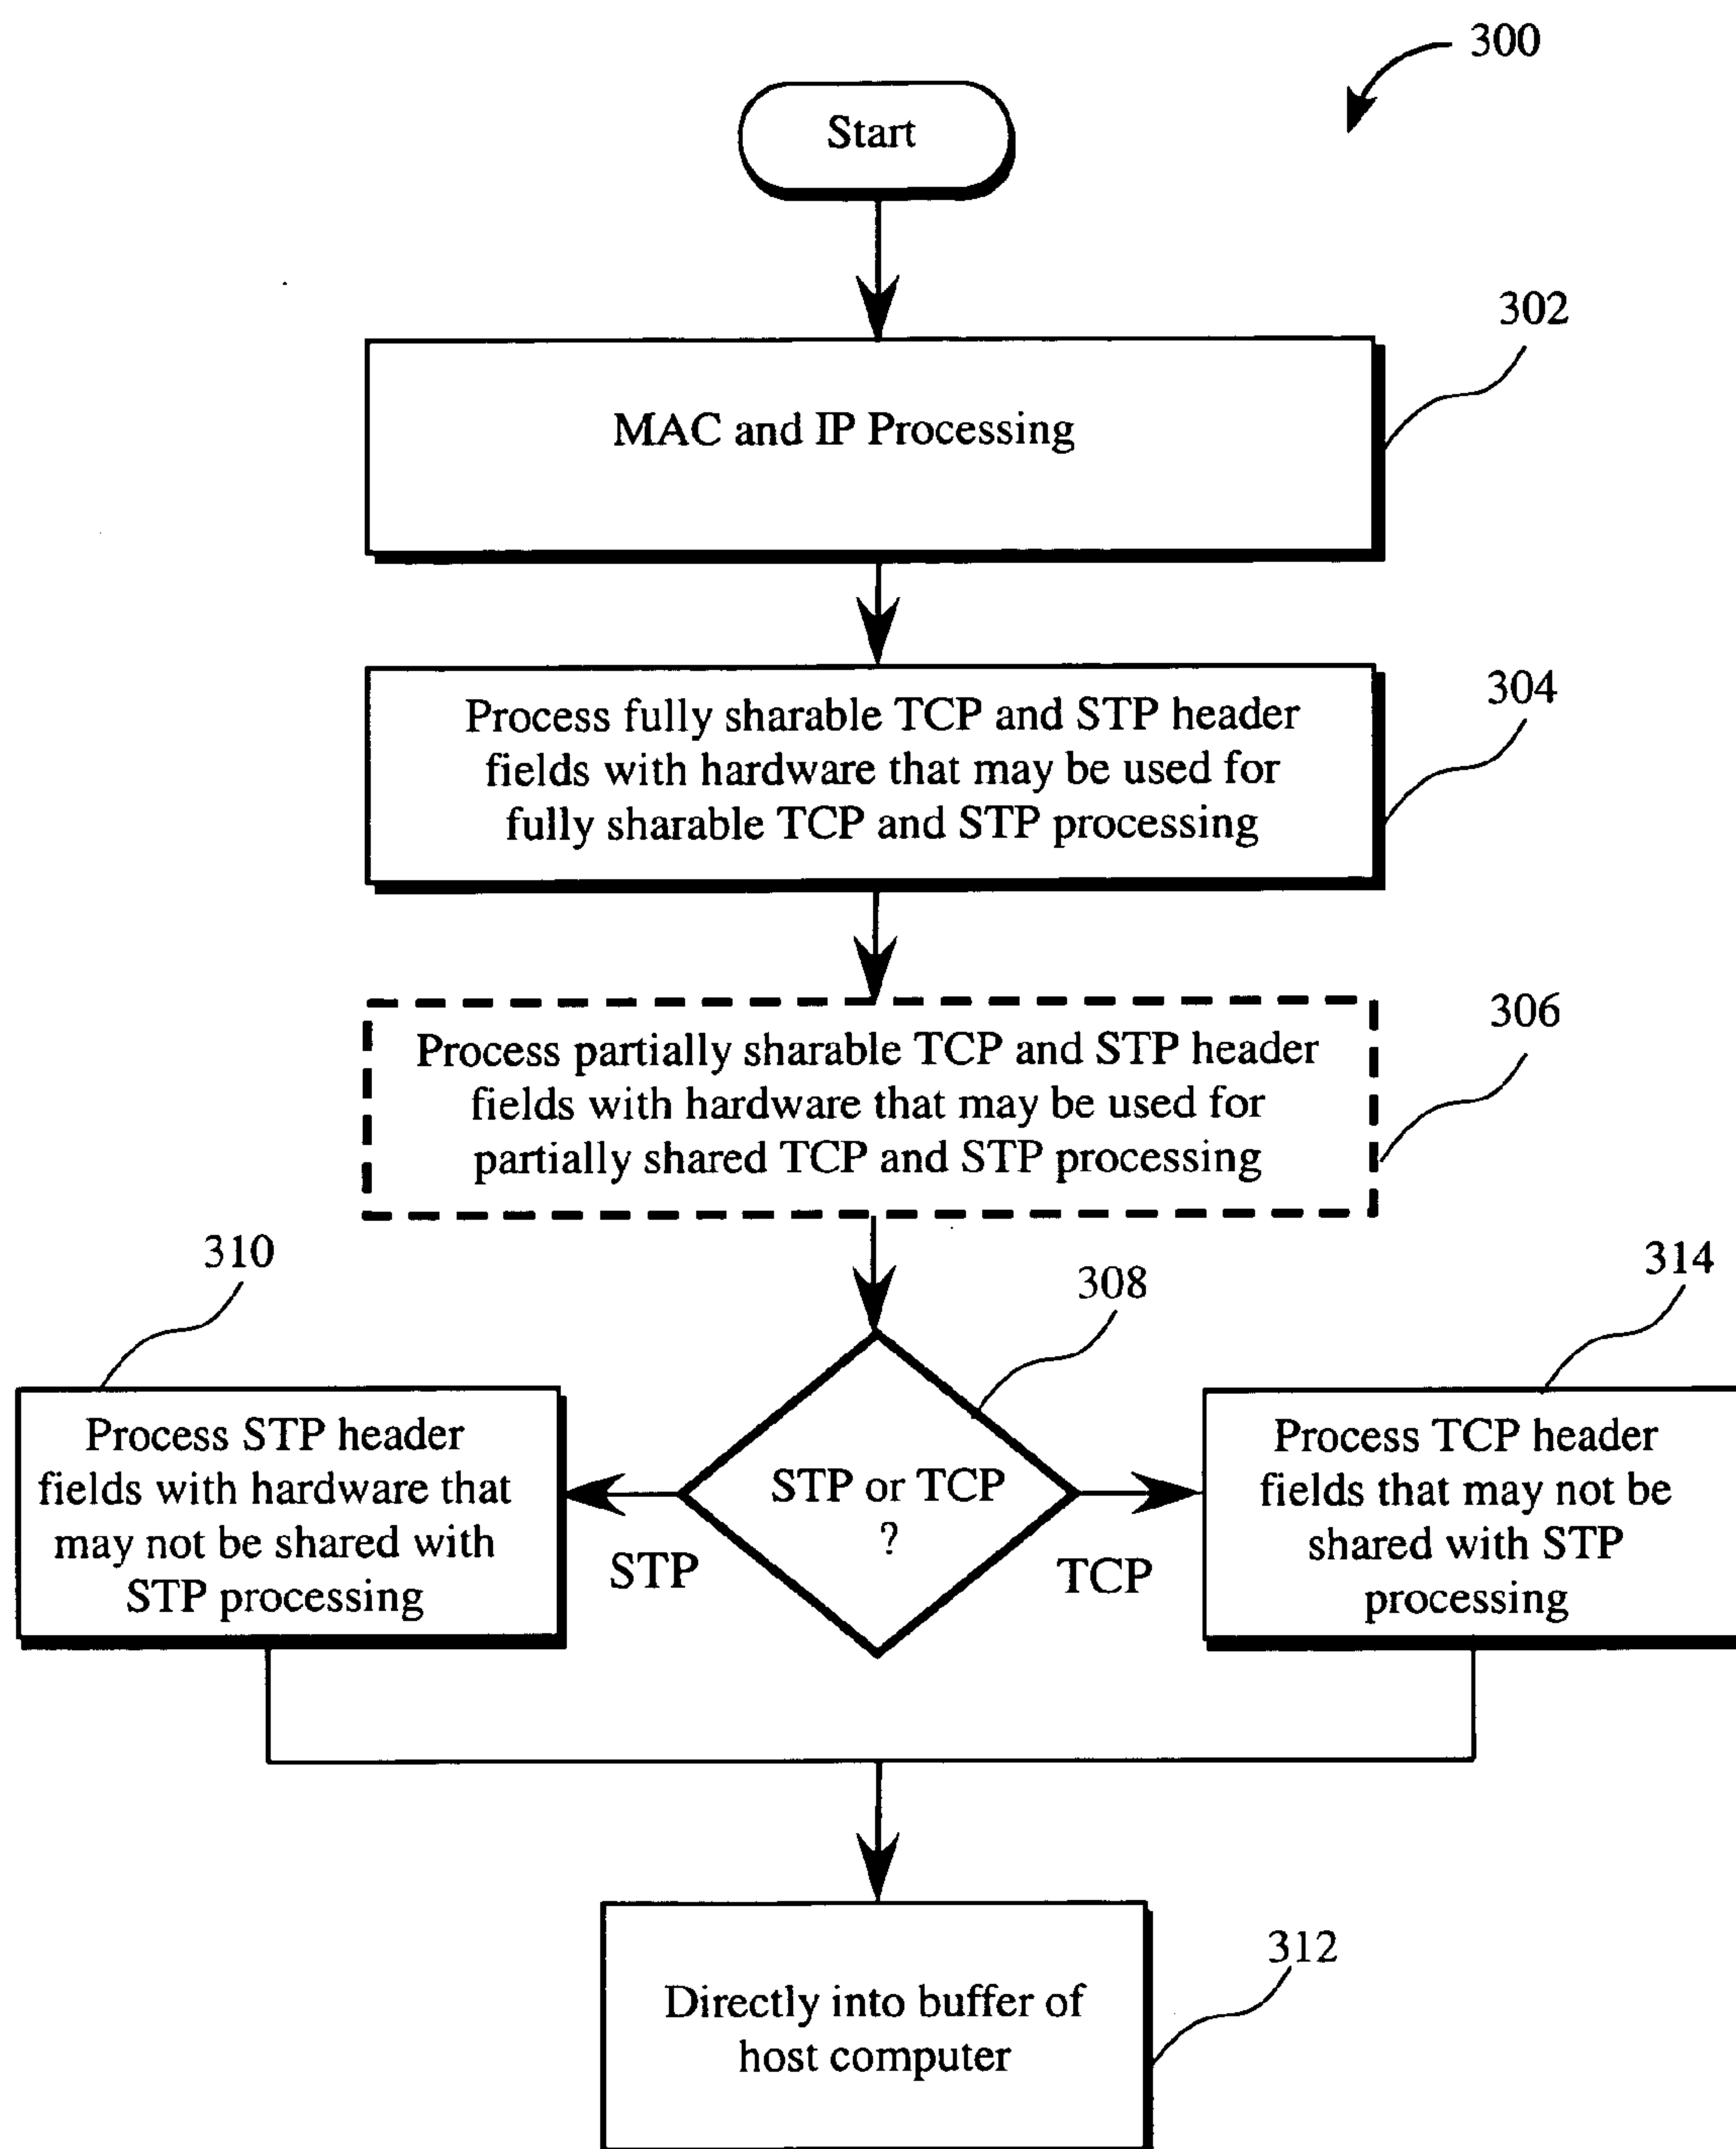 300
Start
302
MAC and IP Processing
304
Process fully sharable TCP and STP header
fields with hardware that may be used for
fully sharable TCP and STP processing
306
Process partially sharable TCP and STP header
fields with hardware that may be used for
partially shared TCP and STP processing
310
308
314
Process STP header
fields with hardware that
may not be shared with
STP processing
STP or TCP
?
STP
TCP
Process TCP header
fields that may not be
shared with STP
processing
312
Directly into buffer of
host computer